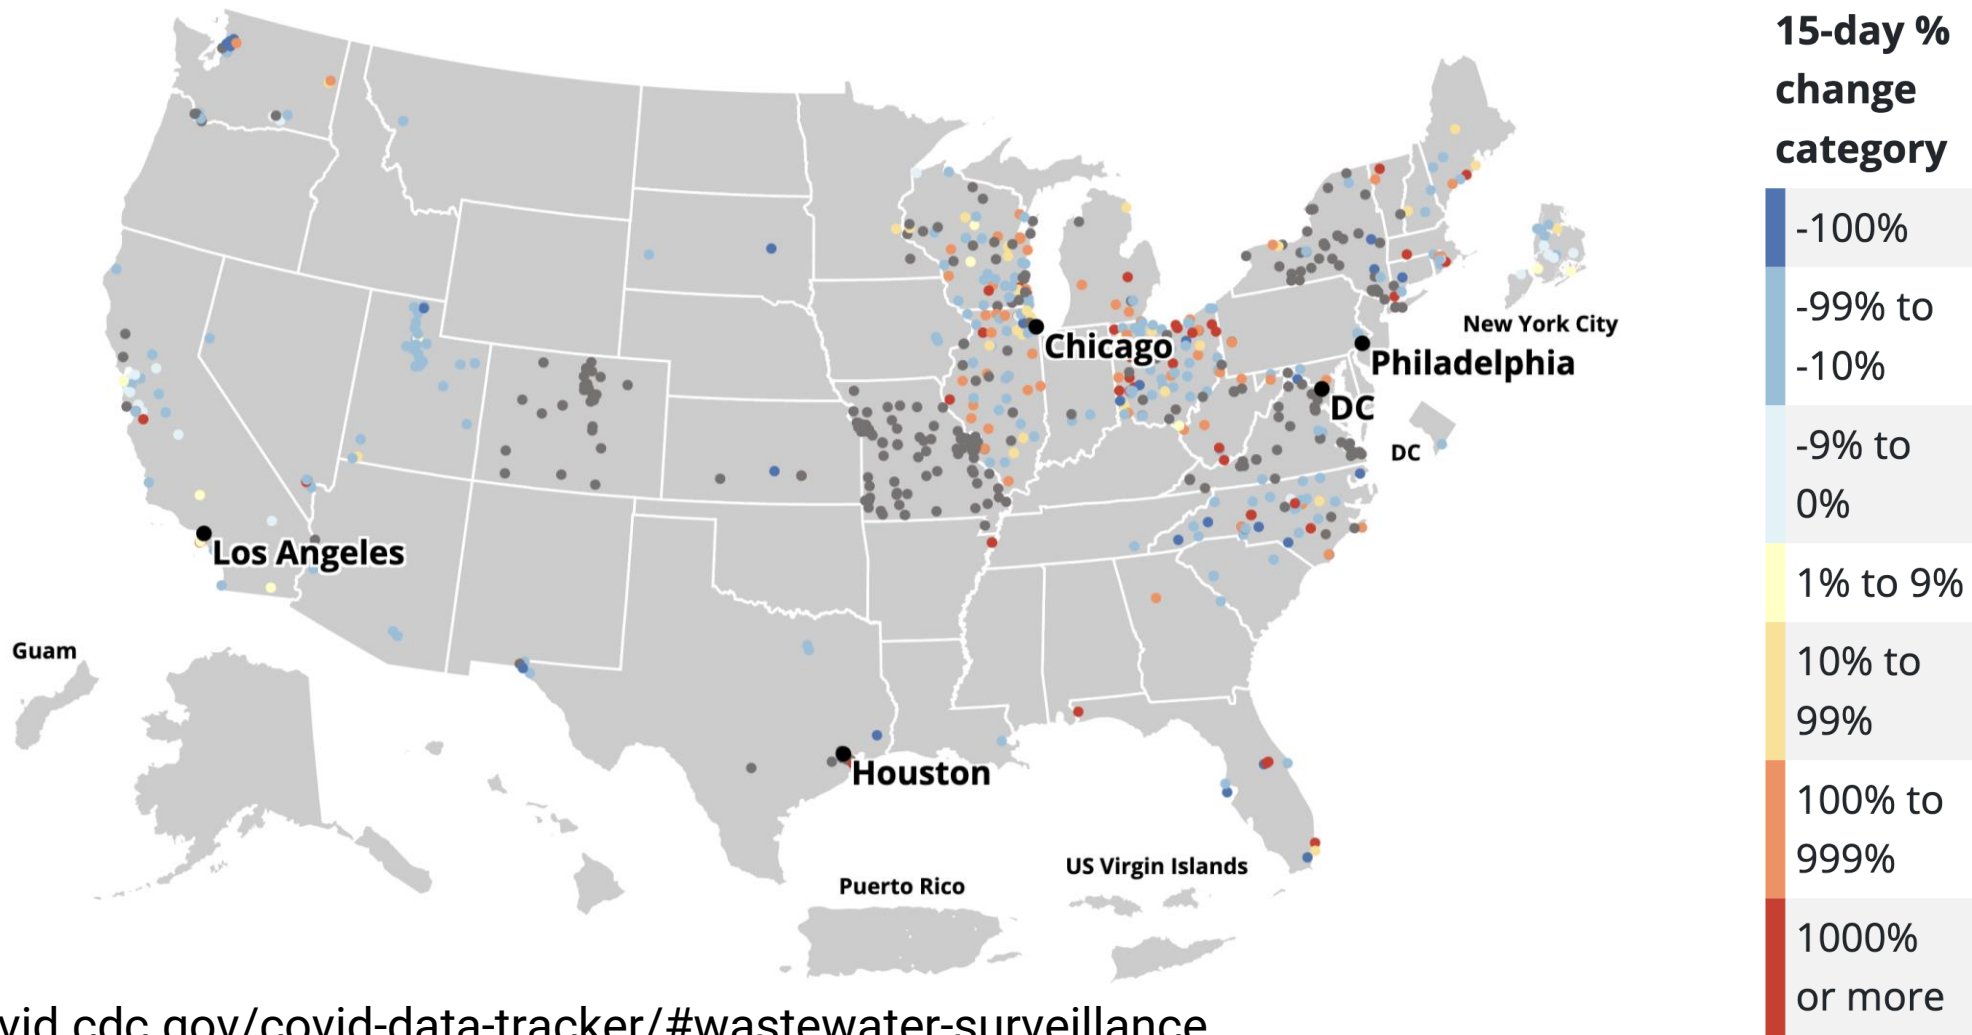 15-day %
change
category
-100%
-99% to
-10%
-9% to
0%
1% to 9%
10% to
99%
100% to
999%
1000%
or more
New York City
Chicago
Philadelphia
DC
DC
Los Angeles
Guam
Houston
US Virgin Islands
Puerto Rico
vid.cdc.gov/covid-data-tracker/#wastewater-surveillance